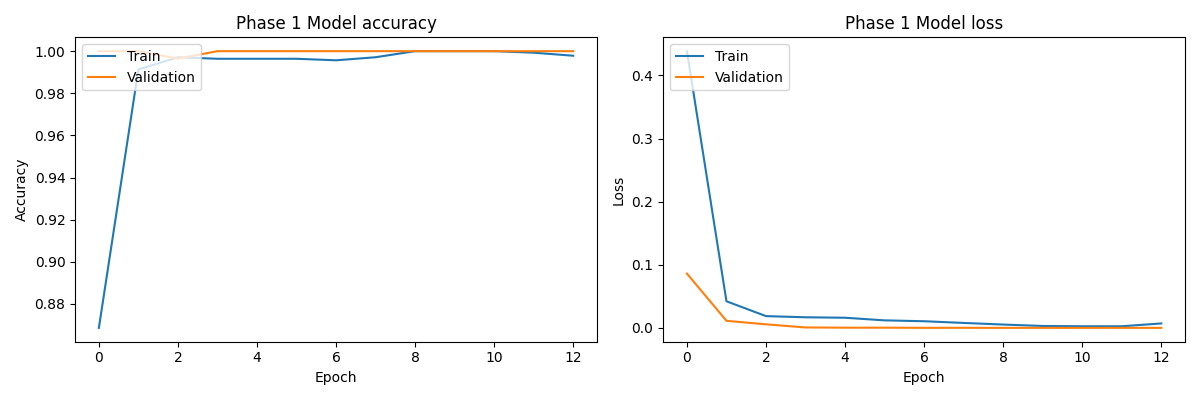 Phase 1 Model accuracy
1.00
0.98
0.96
0.94
0.92
0.90
0.88
Accuracy
Train
Validation
0 2 4 6 8 10 12
Epoch
Phase 1 Model loss
0.4
0.3
0.2
0.1
0.0
Loss
Train
Validation
0 2 4 6 8 10 12
Epoch